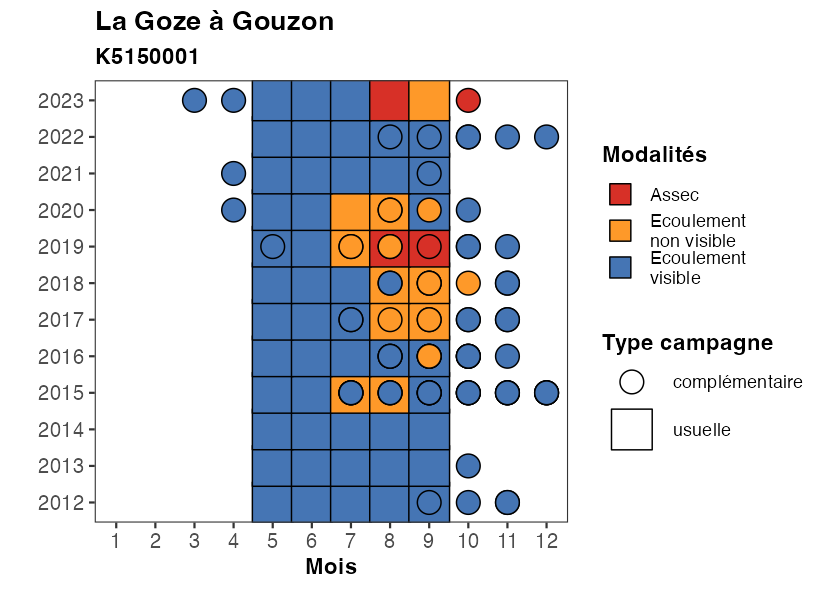 La Goze à Gouzon
K5150001
2023
2022
2021
2020
2019
2018
2017
2016
2015
2014
2013
2012
1 2 3 4 5 6 7 8 9 10 11 12
Mois
Modalités
Assec
Ecoulement
non visible
Ecoulement
visible
Type campagne
complémentaire
usuelle